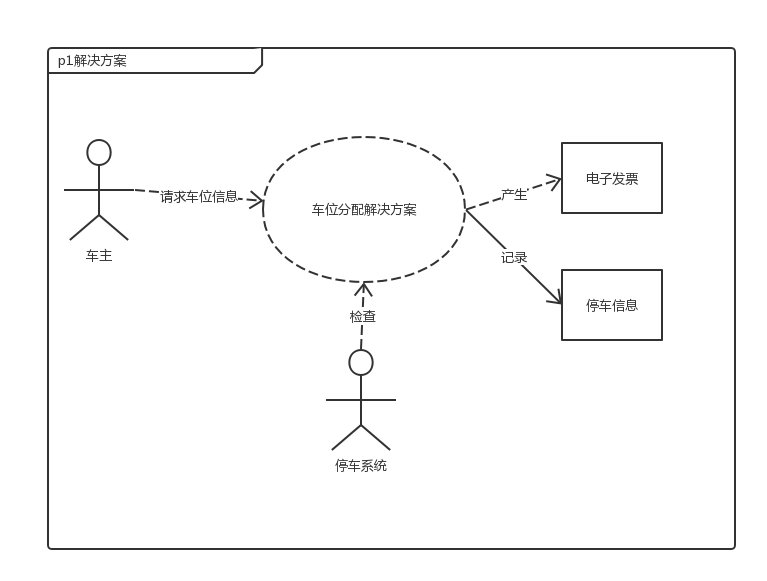 p1解决方案
请求车位信息
车位分配解决方案
产生
电子发票
车主
记录
停车信息
检查
停车系统